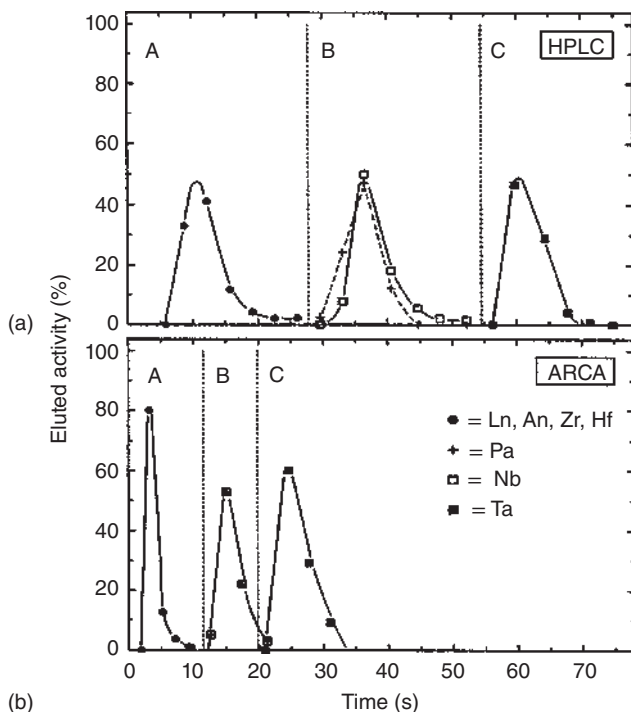 100
A
B
C
HPLC
80
60
40
20
0
(a)
Eluted activity (%)
100
A
B
C
ARCA
80
= Ln, An, Zr, Hf
= Pa
60
= Nb
= Ta
40
20
0
0 10 20 30 40 50 60 70
(b)
Time (s)